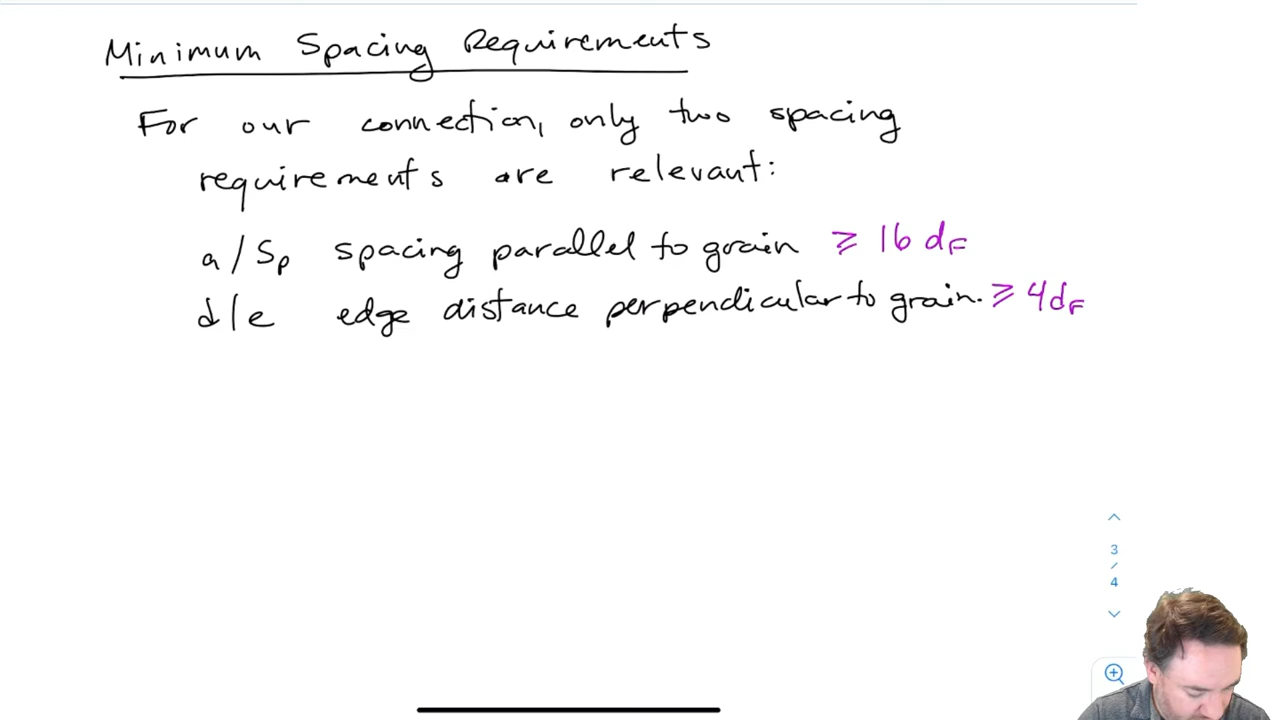 Minimum Spacing Requirements
For our connection, only two spacing
requirements are relevant:
a/Sp spacing parallel to grain ≥ 16 dF
d/e edge distance perpendicular to grain. ≥ 4dF
3
/
4